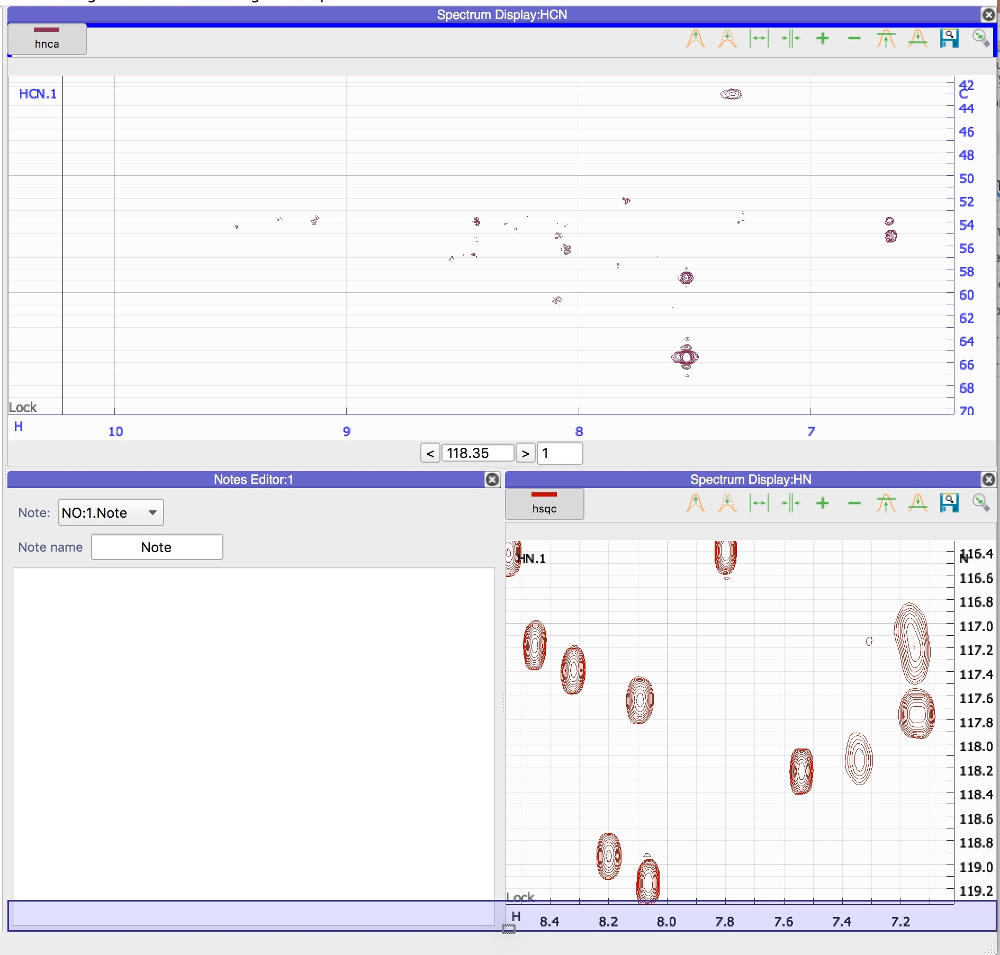 Spectrum Display:HCN
hnca
HCN.1
42
C
44
46
48
50
52
54
56
58
60
62
64
66
68
70
Lock
H
10 9 8 7
< 118.35 > 1
Notes Editor:1
Note: NO:1.Note
Note name Note
Spectrum Display:HN
hsqc
HN.1
N
116.4
116.6
116.8
117.0
117.2
117.4
117.6
117.8
118.0
118.2
118.4
118.6
118.8
119.0
119.2
Lock
H
8.4 8.2 8.0 7.8 7.6 7.4 7.2